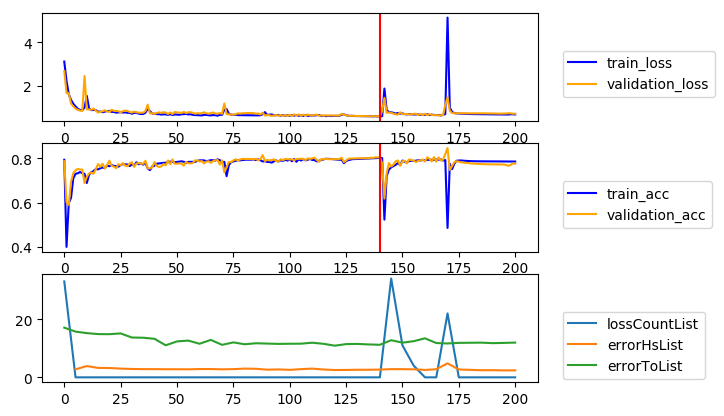 4
2
0 25 50 75 100 125 150 175 200
train_loss
validation_loss
0.8
0.6
0.4
0 25 50 75 100 125 150 175 200
train_acc
validation_acc
20
0
0 25 50 75 100 125 150 175 200
lossCountList
errorHsList
errorToList